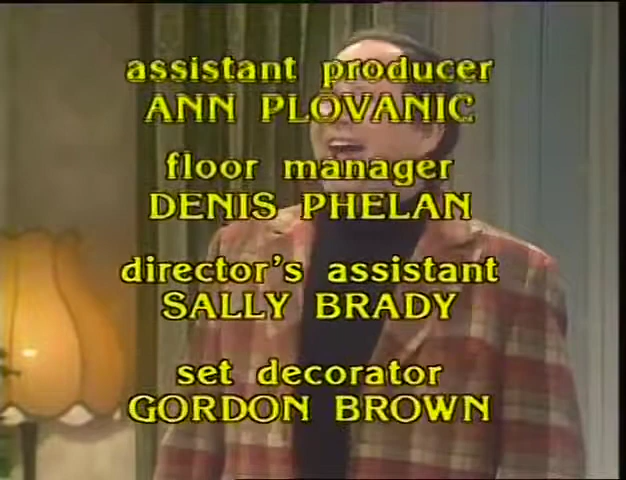 assistant producer
ANN PLOVANIC
floor manager
DENIS PHELAN
director's assistant
SALLY BRADY
set decorator
GORDON BROWN